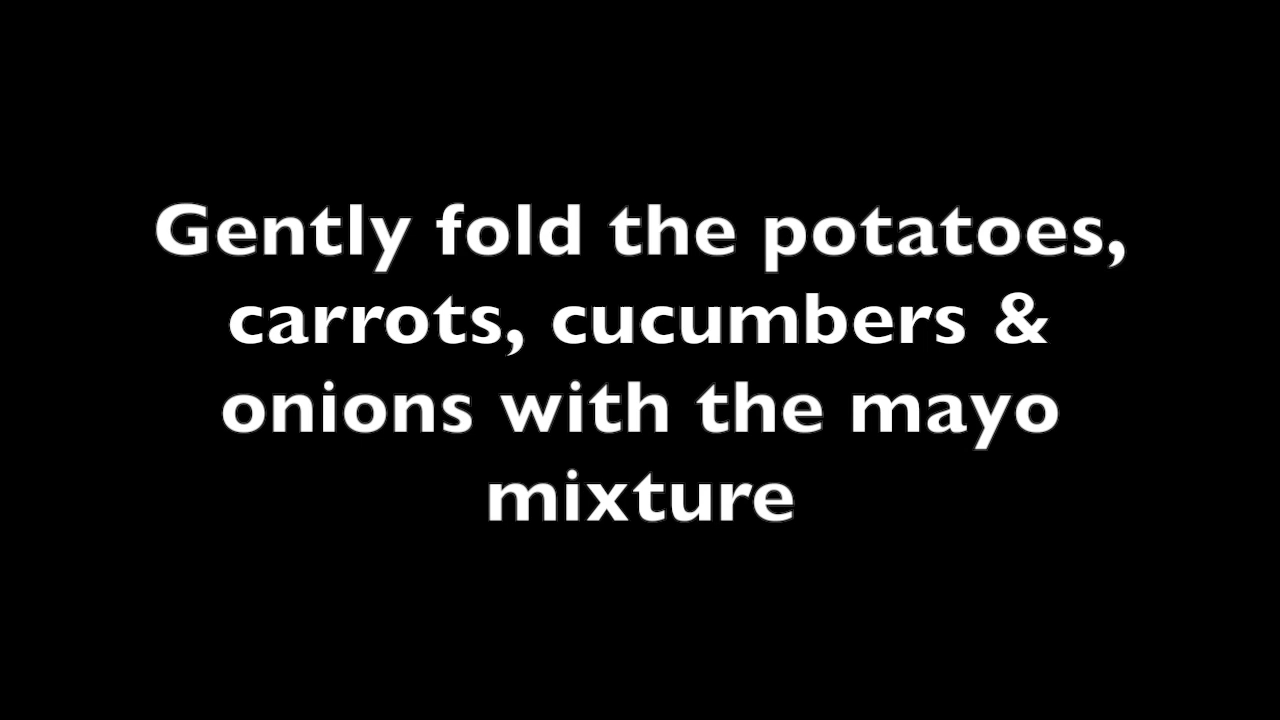 Gently fold the potatoes,
carrots, cucumbers &
onions with the mayo
mixture